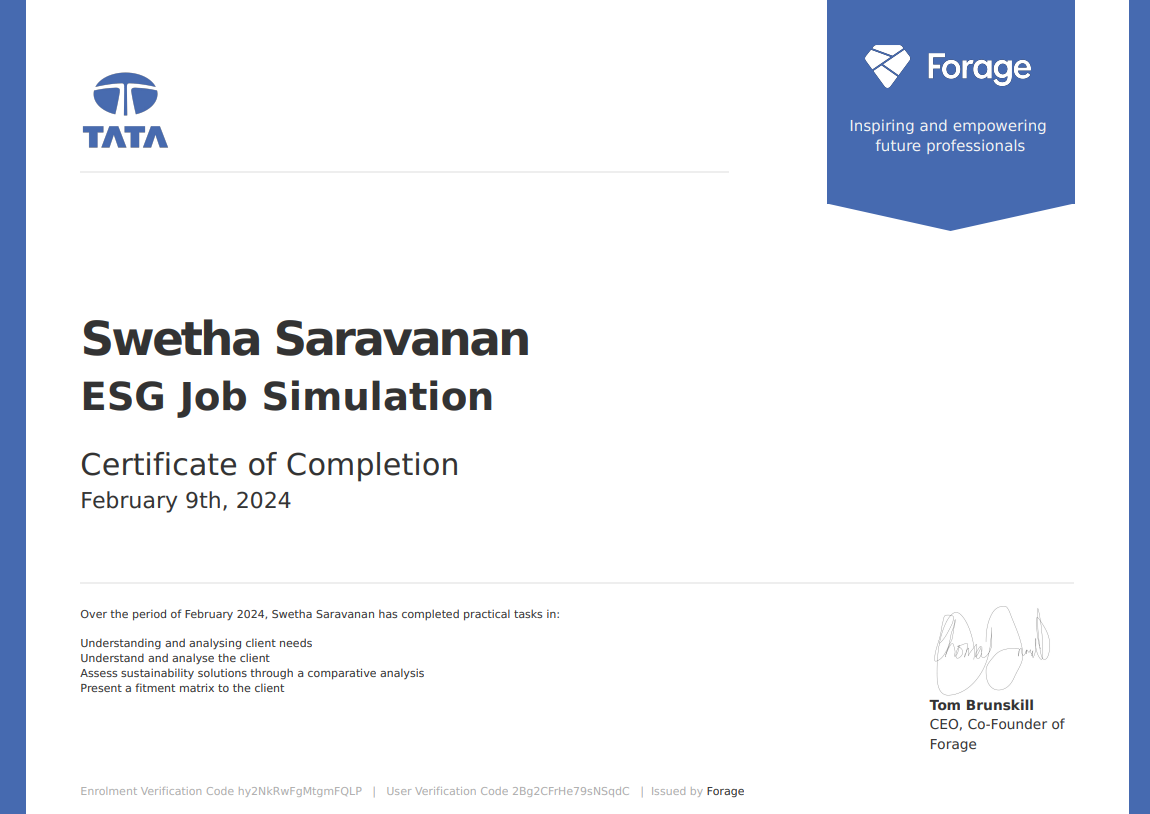 TATA
Forage
Inspiring and empowering
future professionals
Swetha Saravanan
ESG Job Simulation
Certificate of Completion
February 9th, 2024
Over the period of February 2024, Swetha Saravanan has completed practical tasks in:
Understanding and analysing client needs
Understand and analyse the client
Assess sustainability solutions through a comparative analysis
Present a fitment matrix to the client
Tom Brunskill
CEO, Co-Founder of
Forage
Enrolment Verification Code hy2NkRwFgMtgmFQLP | User Verification Code 2Bg2CFrHe79sNSqdC | Issued by Forage